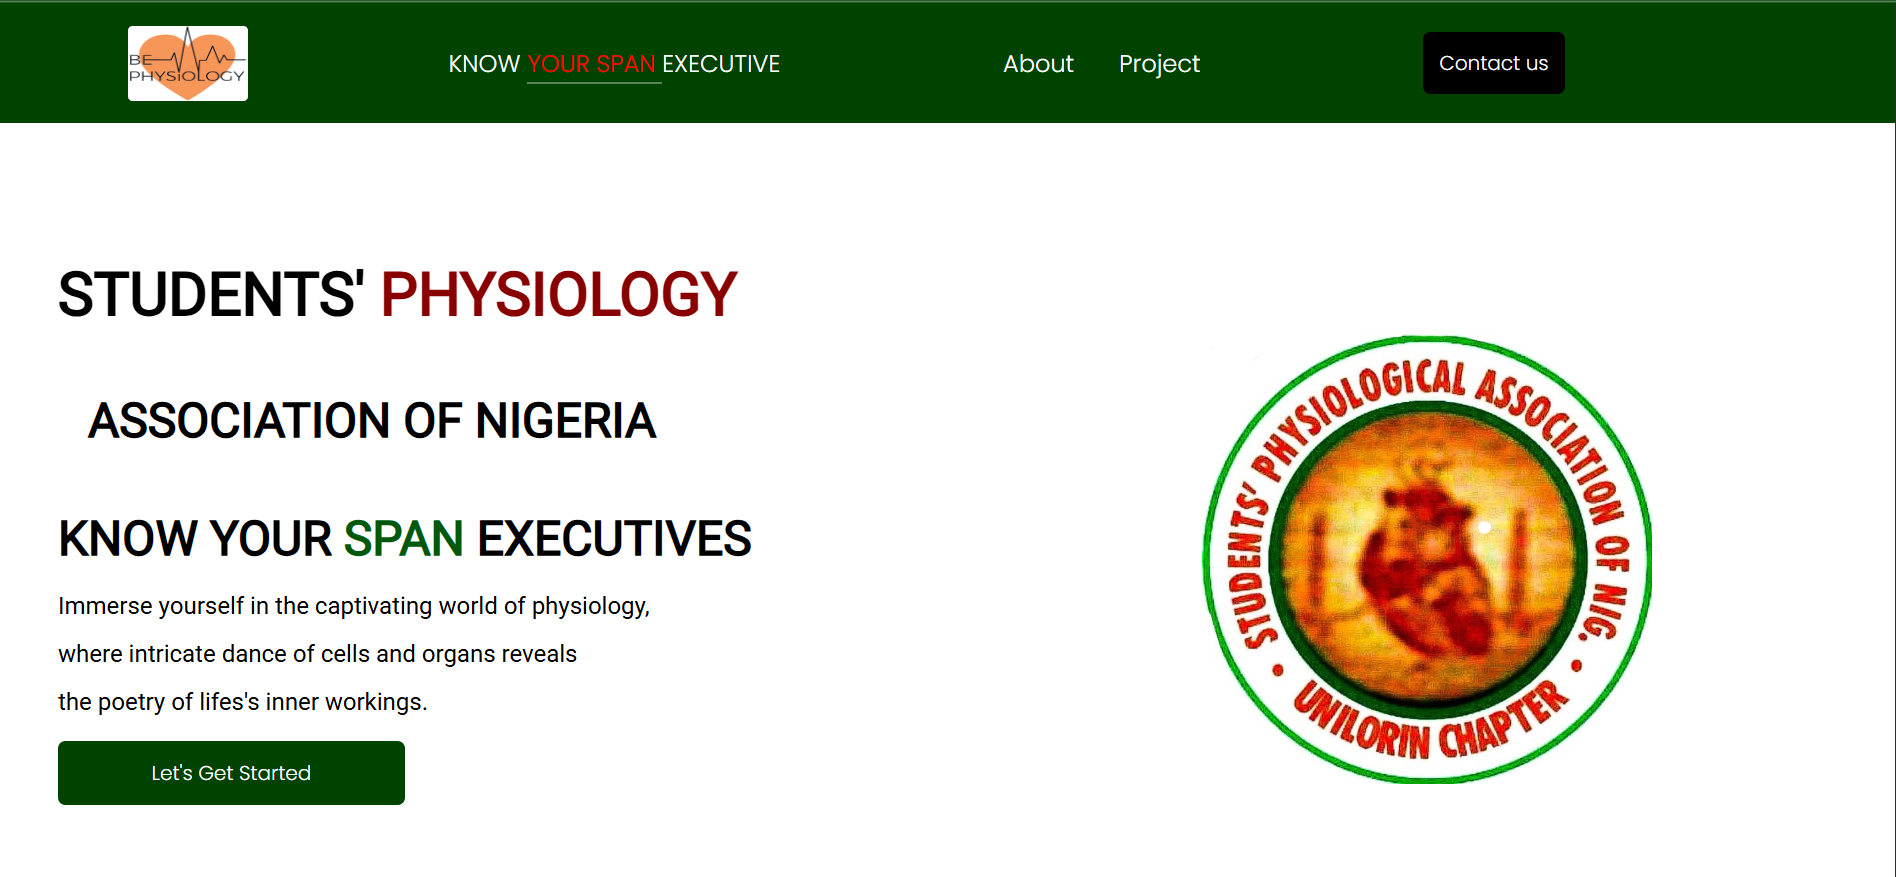 BE
PHYSIOLOGY
KNOW YOUR SPAN EXECUTIVE
About
Project
Contact us
STUDENTS' PHYSIOLOGY
ASSOCIATION OF NIGERIA
KNOW YOUR SPAN EXECUTIVES
Immerse yourself in the captivating world of physiology,
where intricate dance of cells and organs reveals
the poetry of lifes's inner workings.
Let's Get Started
STUDENTS' PHYSIOLOGICAL ASSOCIATION OF NIG.
• UNILORIN CHAPTER •